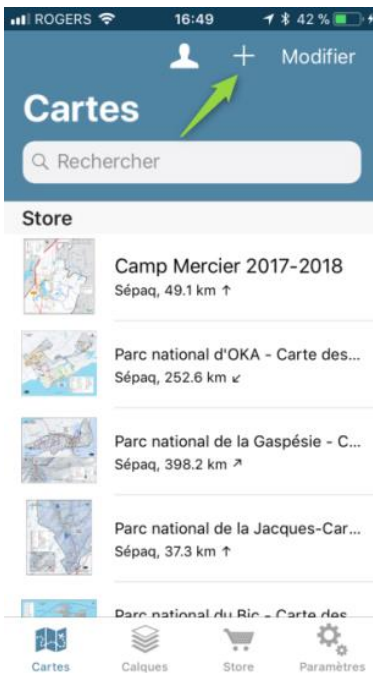 ROGERS 16:49 42 %
Modifier
Cartes
Rechercher
Store
Camp Mercier 2017-2018
Sépaq, 49.1 km ↑
Parc national d'OKA - Carte des...
Sépaq, 252.6 km ↙
Parc national de la Gaspésie - C...
Sépaq, 398.2 km ↗
Parc national de la Jacques-Car...
Sépaq, 37.3 km ↑
Parc national du Bic - Carte des
Cartes Calques Store Paramètres